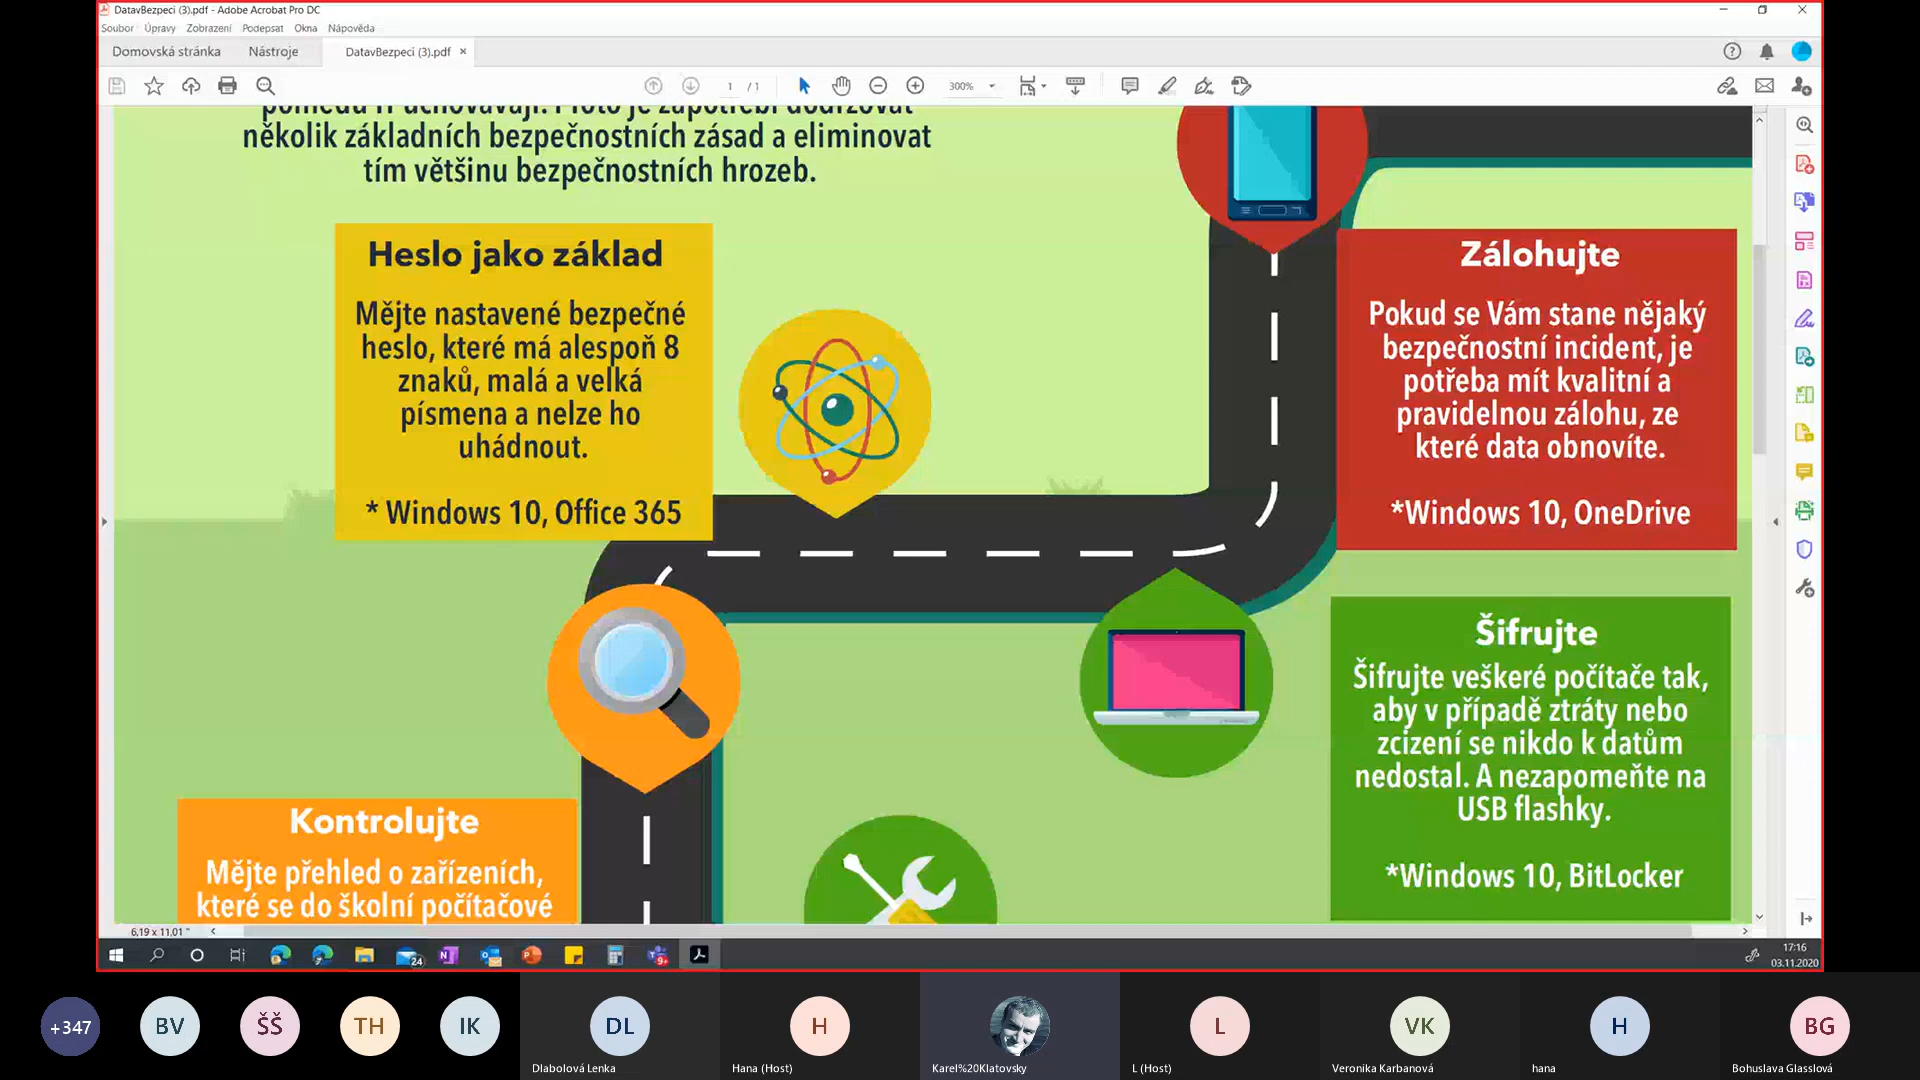 DatavBezpeci (3).pdf - Adobe Acrobat Pro DC
Soubor Úpravy Zobrazení Podepsat Okna Nápověda
Domovská stránka Nástroje DatavBezpeci (3).pdf ×
1 / 1 300%
několik základních bezpečnostních zásad a eliminovat
tím většinu bezpečnostních hrozeb.
Heslo jako základ
Mějte nastavené bezpečné
heslo, které má alespoň 8
znaků, malá a velká
písmena a nelze ho
uhádnout.
* Windows 10, Office 365
Zálohujte
Pokud se Vám stane nějaký
bezpečnostní incident, je
potřeba mít kvalitní a
pravidelnou zálohu, ze
které data obnovíte.
*Windows 10, OneDrive
Šifrujte
Šifrujte veškeré počítače tak,
aby v případě ztráty nebo
zcizení se nikdo k datům
nedostal. A nezapomeňte na
USB flashky.
*Windows 10, BitLocker
Kontrolujte
Mějte přehled o zařízeních,
které se do školní počítačové
6,19 x 11,01 "
24
9+
17:16
03.11.2020
+347 BV ŠŠ TH IK DL H L VK H BG
Dlabolová Lenka Hana (Host) Karel%20Klatovsky L (Host) Veronika Karbanová hana Bohuslava Glasslová